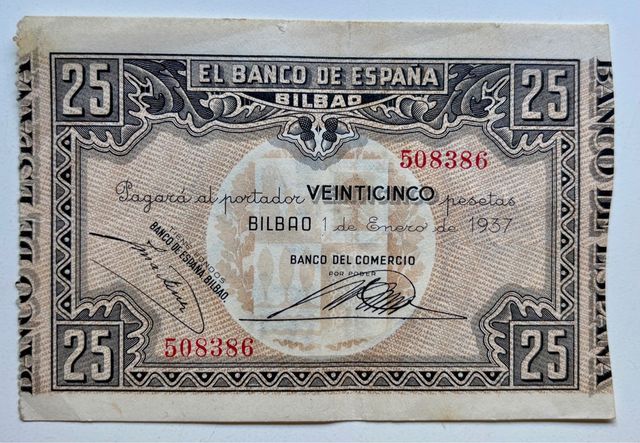 25 EL BANCO DE ESPAÑA 25
BILBAO
508386
Pagará al portador VEINTICINCO pesetas
BILBAO 1 de Enero de 1937
BANCO DE ESPAÑA, BILBAO.
BANCO DEL COMERCIO
POR PODER
508386
25 25
BANCO DE ESPAÑA
BANCO DE ESPAÑA